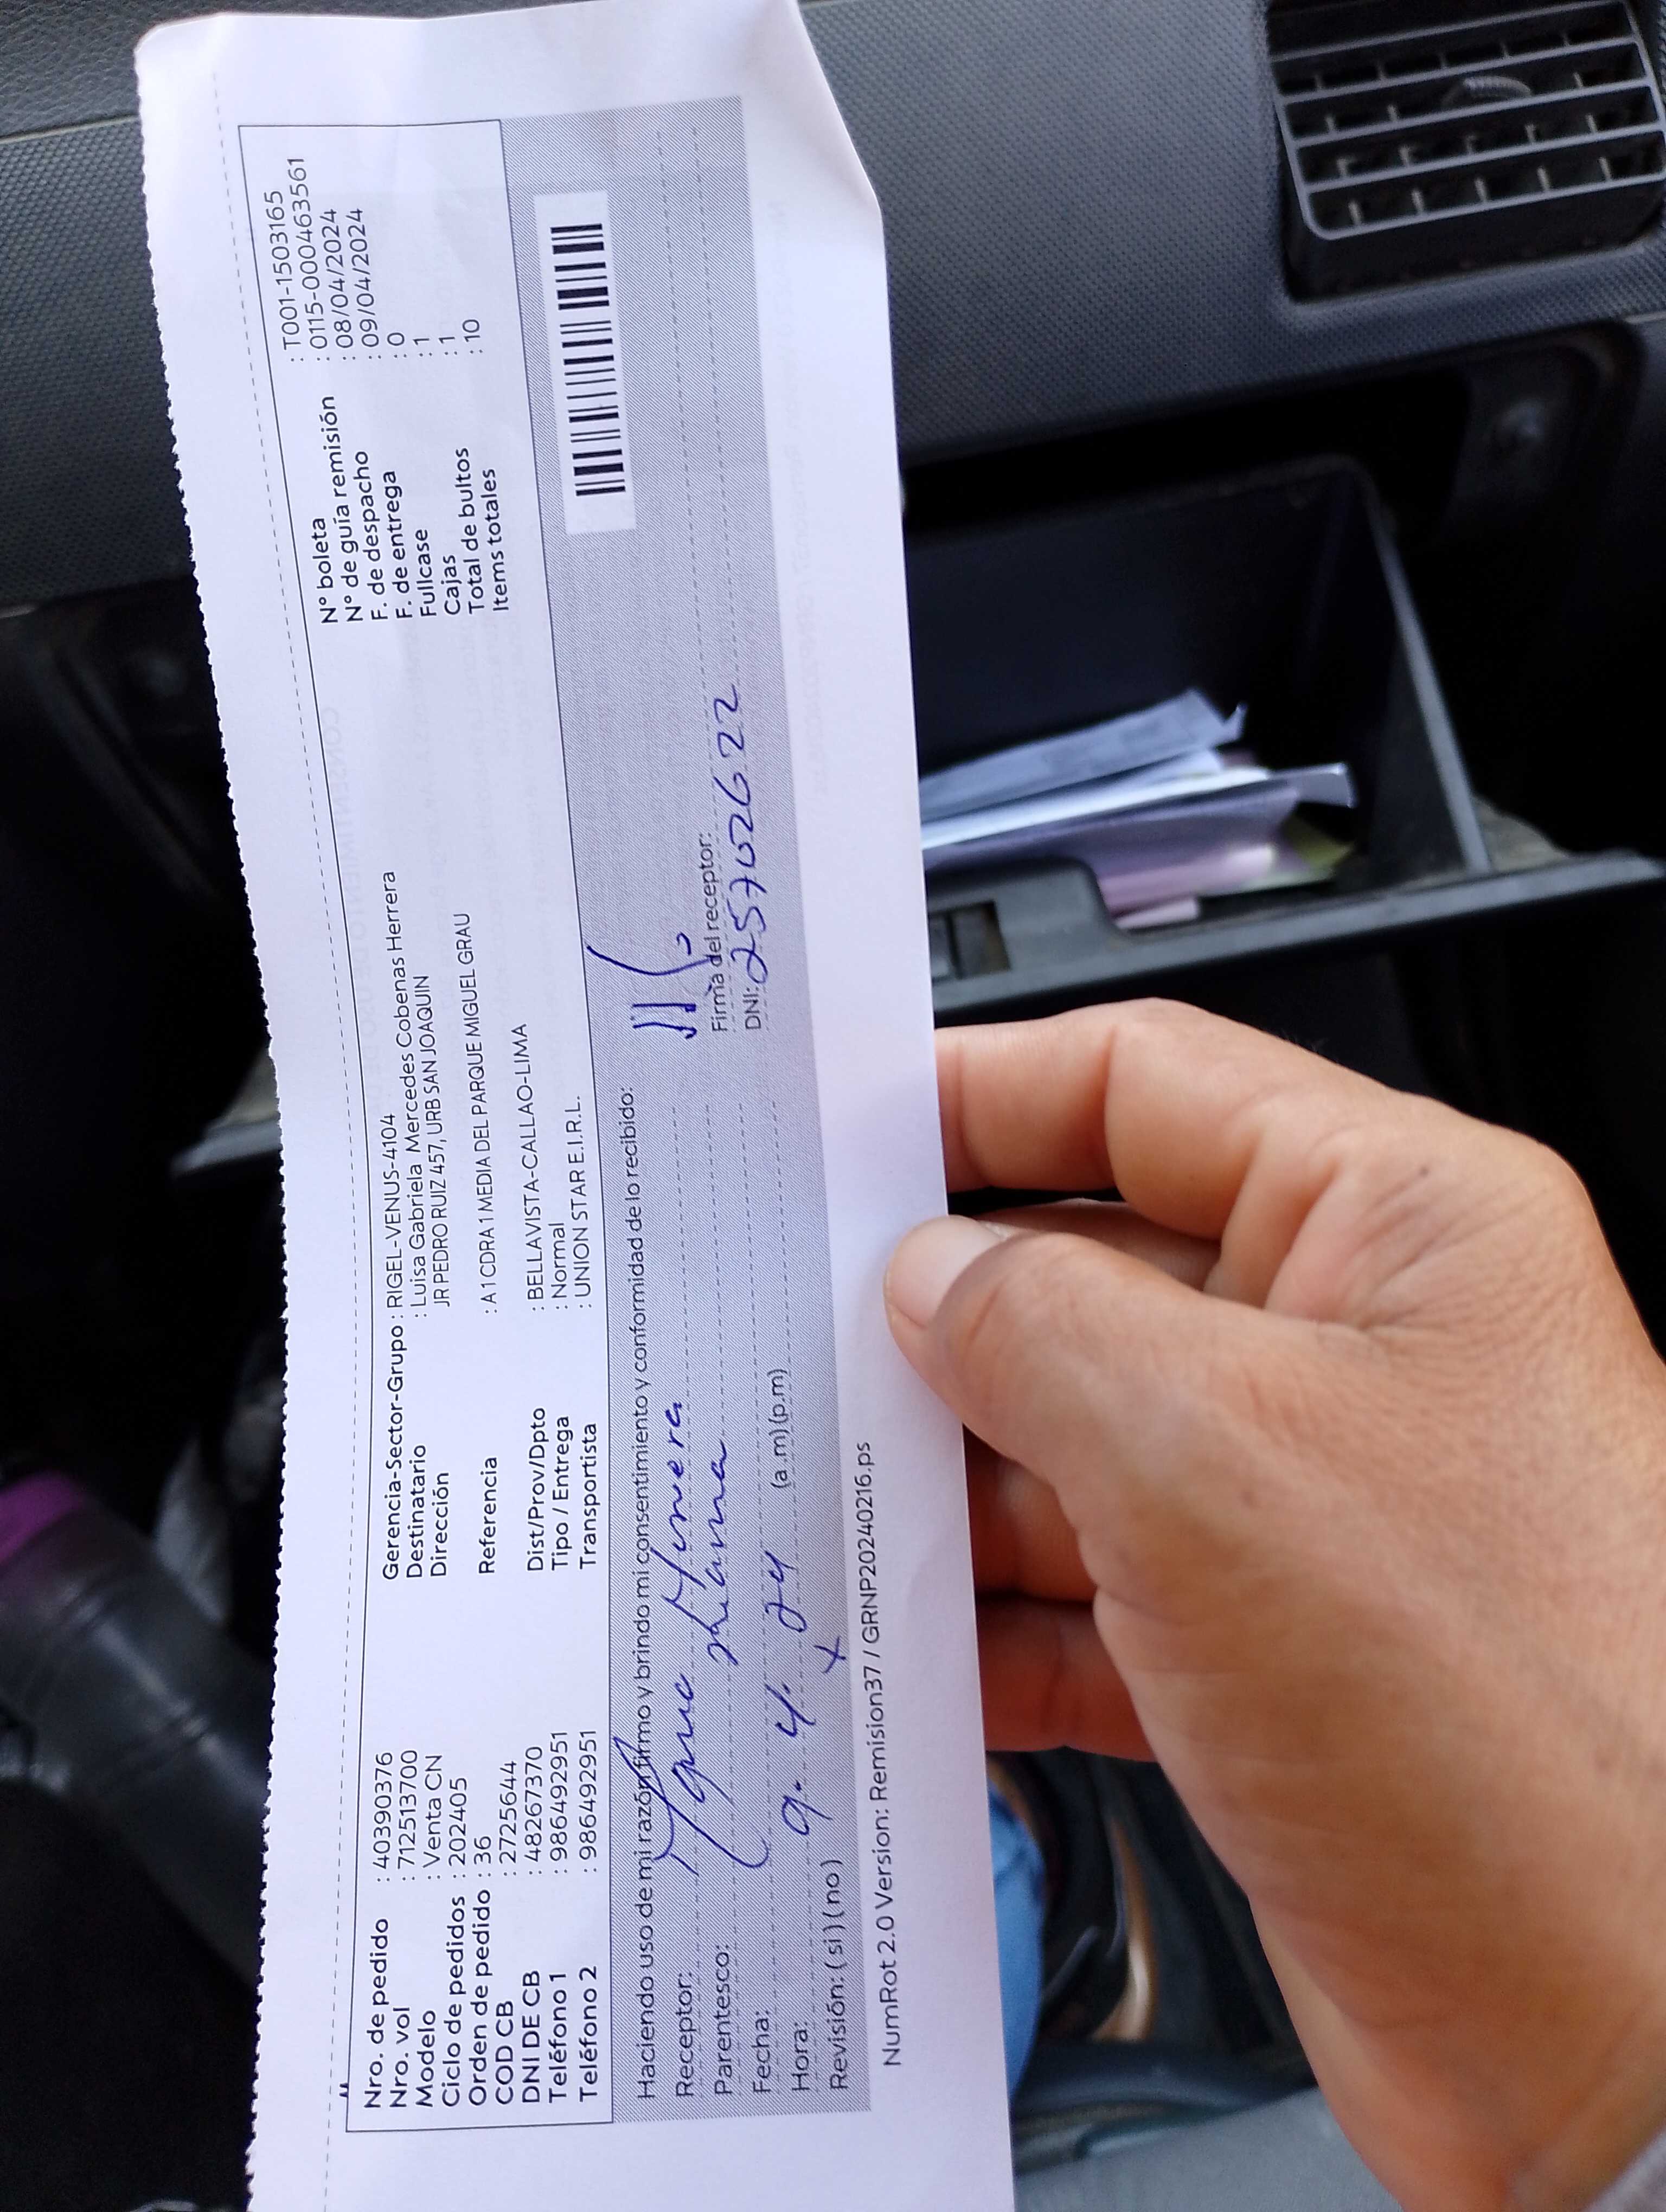 Nro. de pedido : 40390376
Nro. vol : 712513700
Modelo : Venta CN
Ciclo de pedidos : 202405
Orden de pedido : 36
COD CB : 2725644
DNI DE CB : 48267370
Teléfono 1 : 986492951
Teléfono 2 : 986492951
Gerencia-Sector-Grupo : RIGEL-VENUS-4104
Destinatario : Luisa Gabriela Mercedes Cobenas Herrera
Dirección JR PEDRO RUIZ 457, URB SAN JOAQUIN
Referencia : A 1 CDRA 1 MEDIA DEL PARQUE MIGUEL GRAU
Dist/Prov/Dpto : BELLAVISTA-CALLAO-LIMA
Tipo / Entrega : Normal
Transportista : UNION STAR E.I.R.L.
N° boleta : T001-1503165
N° de guía remisión : 0115-000463561
F. de despacho : 08/04/2024
F. de entrega : 09/04/2024
Fullcase : 0
Cajas : 1
Total de bultos : 1
Items totales : 10
Haciendo uso de mi razón firmo y brindo mi consentimiento y conformidad de lo recibido:
Receptor:
Parentesco:
Fecha: 9. 4. 24
Hora: (a.m)(p.m)
Revisión: (si)(no) x
Firma del receptor:
DNI: 25702622
NumRot 2.0 Version: Remision37 / GRNP20240216.ps